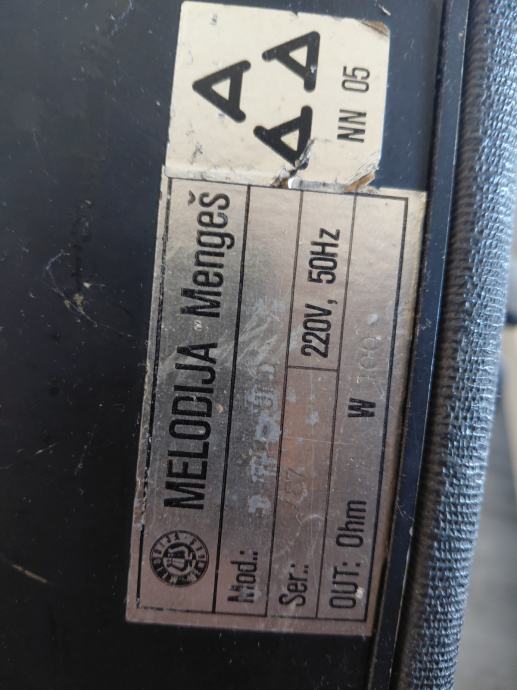 A
A A
NN 05
MELODIJA Mengeš
Mod.:
Ser.: 220V, 50Hz
OUT: Ohm W